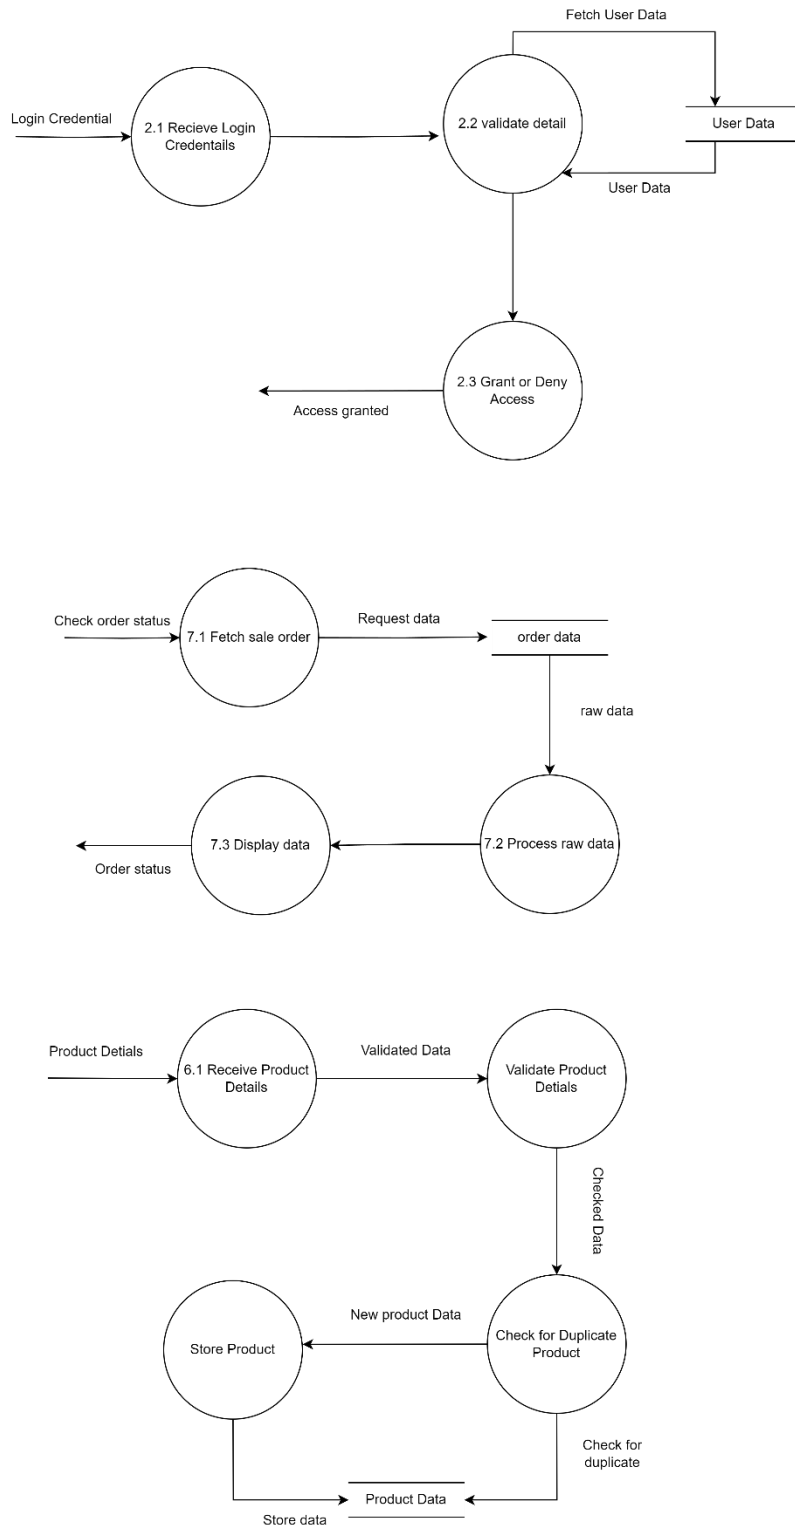 Fetch User Data
Login Credential
2.1 Recieve Login
Credentails
2.2 validate detail
User Data
User Data
2.3 Grant or Deny
Access
Access granted
Check order status
7.1 Fetch sale order
Request data
order data
raw data
7.3 Display data
7.2 Process raw data
Order status
Product Detials
6.1 Receive Product
Details
Validated Data
Validate Product
Detials
Checked Data
New product Data
Store Product
Check for Duplicate
Product
Check for
duplicate
Product Data
Store data